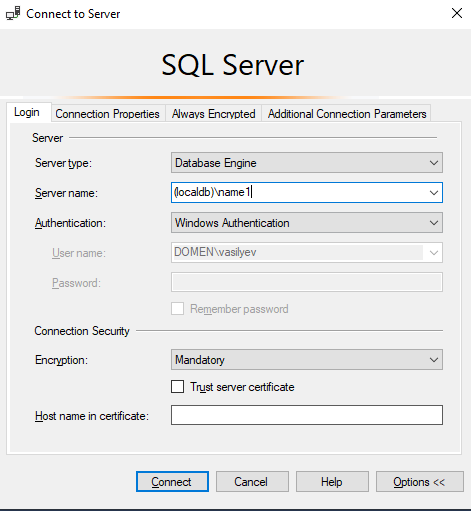 Connect to Server
SQL Server
Login Connection Properties Always Encrypted Additional Connection Parameters
Server
Server type: Database Engine
Server name: (localdb)\name1
Authentication: Windows Authentication
User name: DOMEN\vasilyev
Password:
Remember password
Connection Security
Encryption: Mandatory
Trust server certificate
Host name in certificate:
Connect Cancel Help Options <<